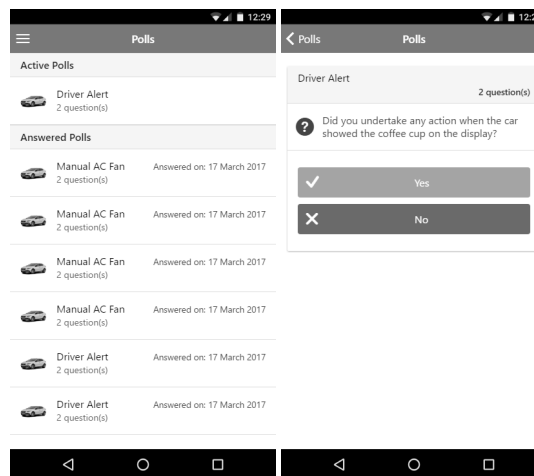 12:29
Polls
Active Polls
Driver Alert
2 question(s)
Answered Polls
Manual AC Fan Answered on: 17 March 2017
2 question(s)
Manual AC Fan Answered on: 17 March 2017
2 question(s)
Manual AC Fan Answered on: 17 March 2017
2 question(s)
Manual AC Fan Answered on: 17 March 2017
2 question(s)
Driver Alert Answered on: 17 March 2017
2 question(s)
Driver Alert Answered on: 17 March 2017
2 question(s)
12:2
Polls Polls
Driver Alert
2 question(s)
Did you undertake any action when the car
showed the coffee cup on the display?
Yes
No